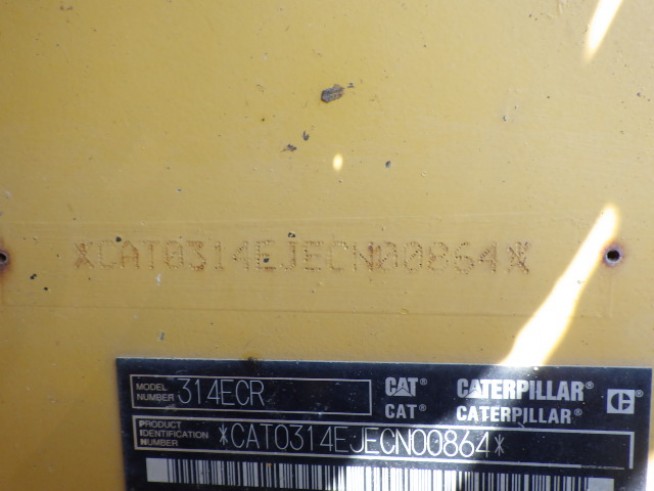 *CAT0314EJECN00864*
MODEL NUMBER 314ECR
CAT® CATERPILLAR®
CAT® CATERPILLAR®
PRODUCT IDENTIFICATION NUMBER *CAT0314EJECN00864*